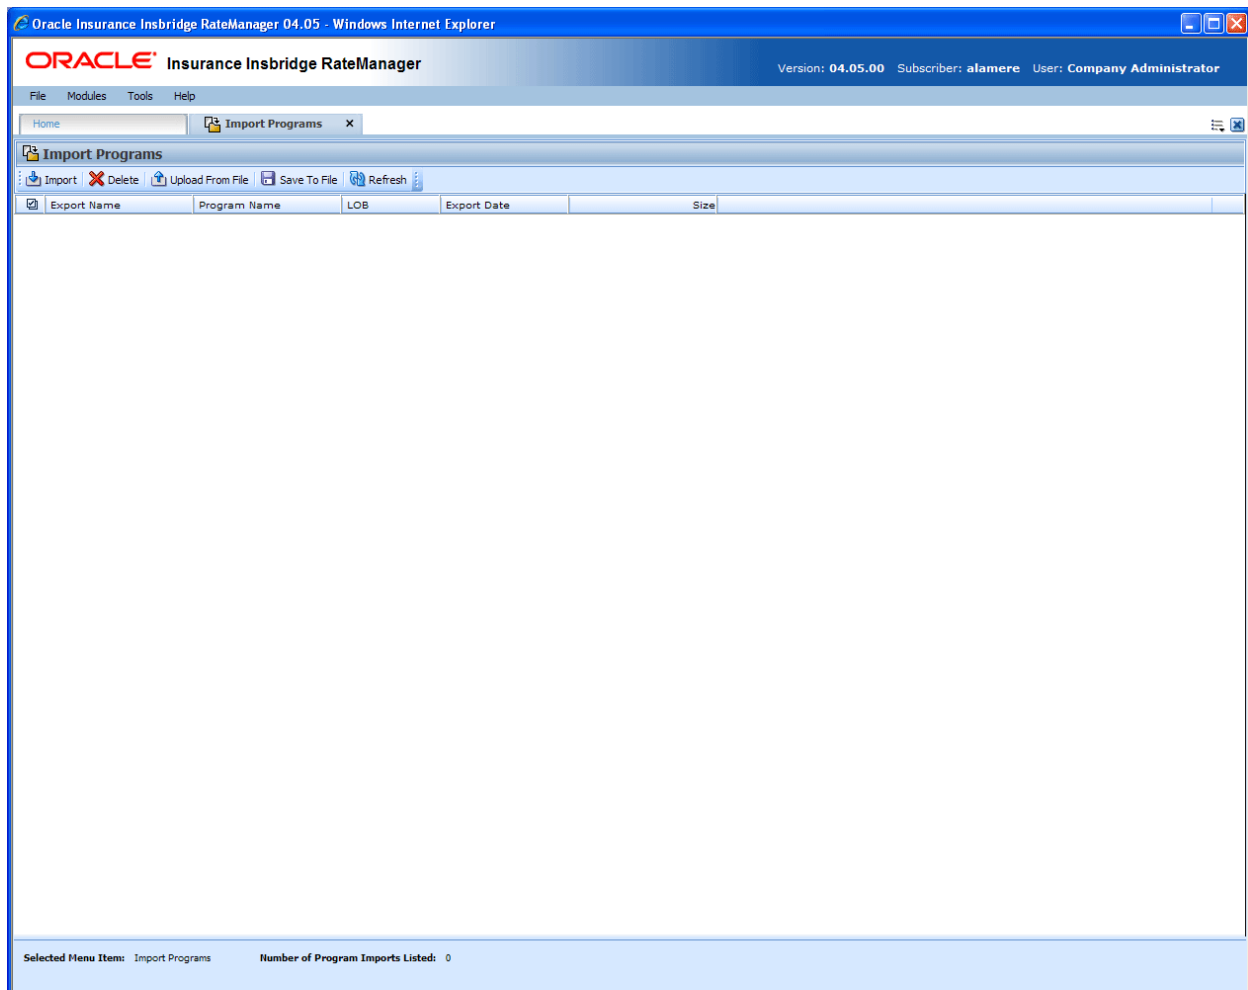 Oracle Insurance Insbridge RateManager 04.05 - Windows Internet Explorer
ORACLE Insurance Insbridge RateManager
Version: 04.05.00 Subscriber: alamere User: Company Administrator
File Modules Tools Help
Home Import Programs
Import Programs
Import Delete Upload From File Save To File Refresh
Export Name Program Name LOB Export Date Size
Selected Menu Item: Import Programs Number of Program Imports Listed: 0